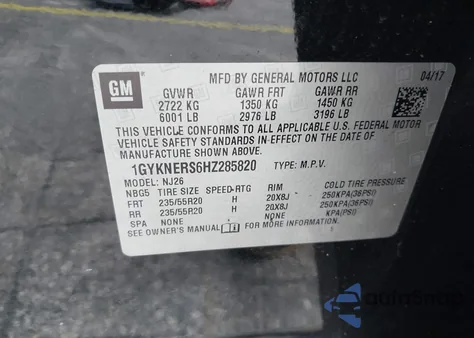 GM
MFD BY GENERAL MOTORS LLC 04/17
GVWR GAWR FRT GAWR RR
2722 KG 1350 KG 1450 KG
6001 LB 2976 LB 3196 LB
THIS VEHICLE CONFORMS TO ALL APPLICABLE U.S. FEDERAL MOTOR
VEHICLE SAFETY STANDARDS IN EFFECT ON THE DATE OF
MANUFACTURE SHOWN ABOVE.
1GYKNERS6HZ285820 TYPE: M.P.V.
MODEL: NJ26
NBG5 TIRE SIZE SPEED-RTG RIM COLD TIRE PRESSURE
FRT 235/55R20 H 20X8J 250KPA(36PSI)
RR 235/55R20 H 20X8J 250KPA(36PSI)
SPA NONE NONE KPA(PSI)
SEE OWNER'S MANUAL FOR MORE INFORMATION.